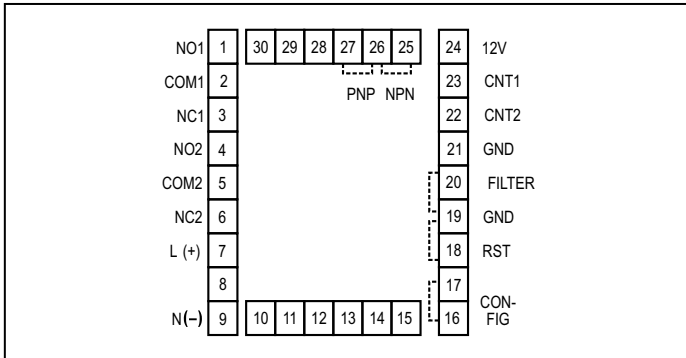 NO1 1 30 29 28 27 26 25 24 12V
COM1 2 PNP NPN 23 CNT1
NC1 3 22 CNT2
NO2 4 21 GND
COM2 5 20 FILTER
NC2 6 19 GND
L (+) 7 18 RST
8 17
N(–) 9 10 11 12 13 14 15 16 CON-
FIG